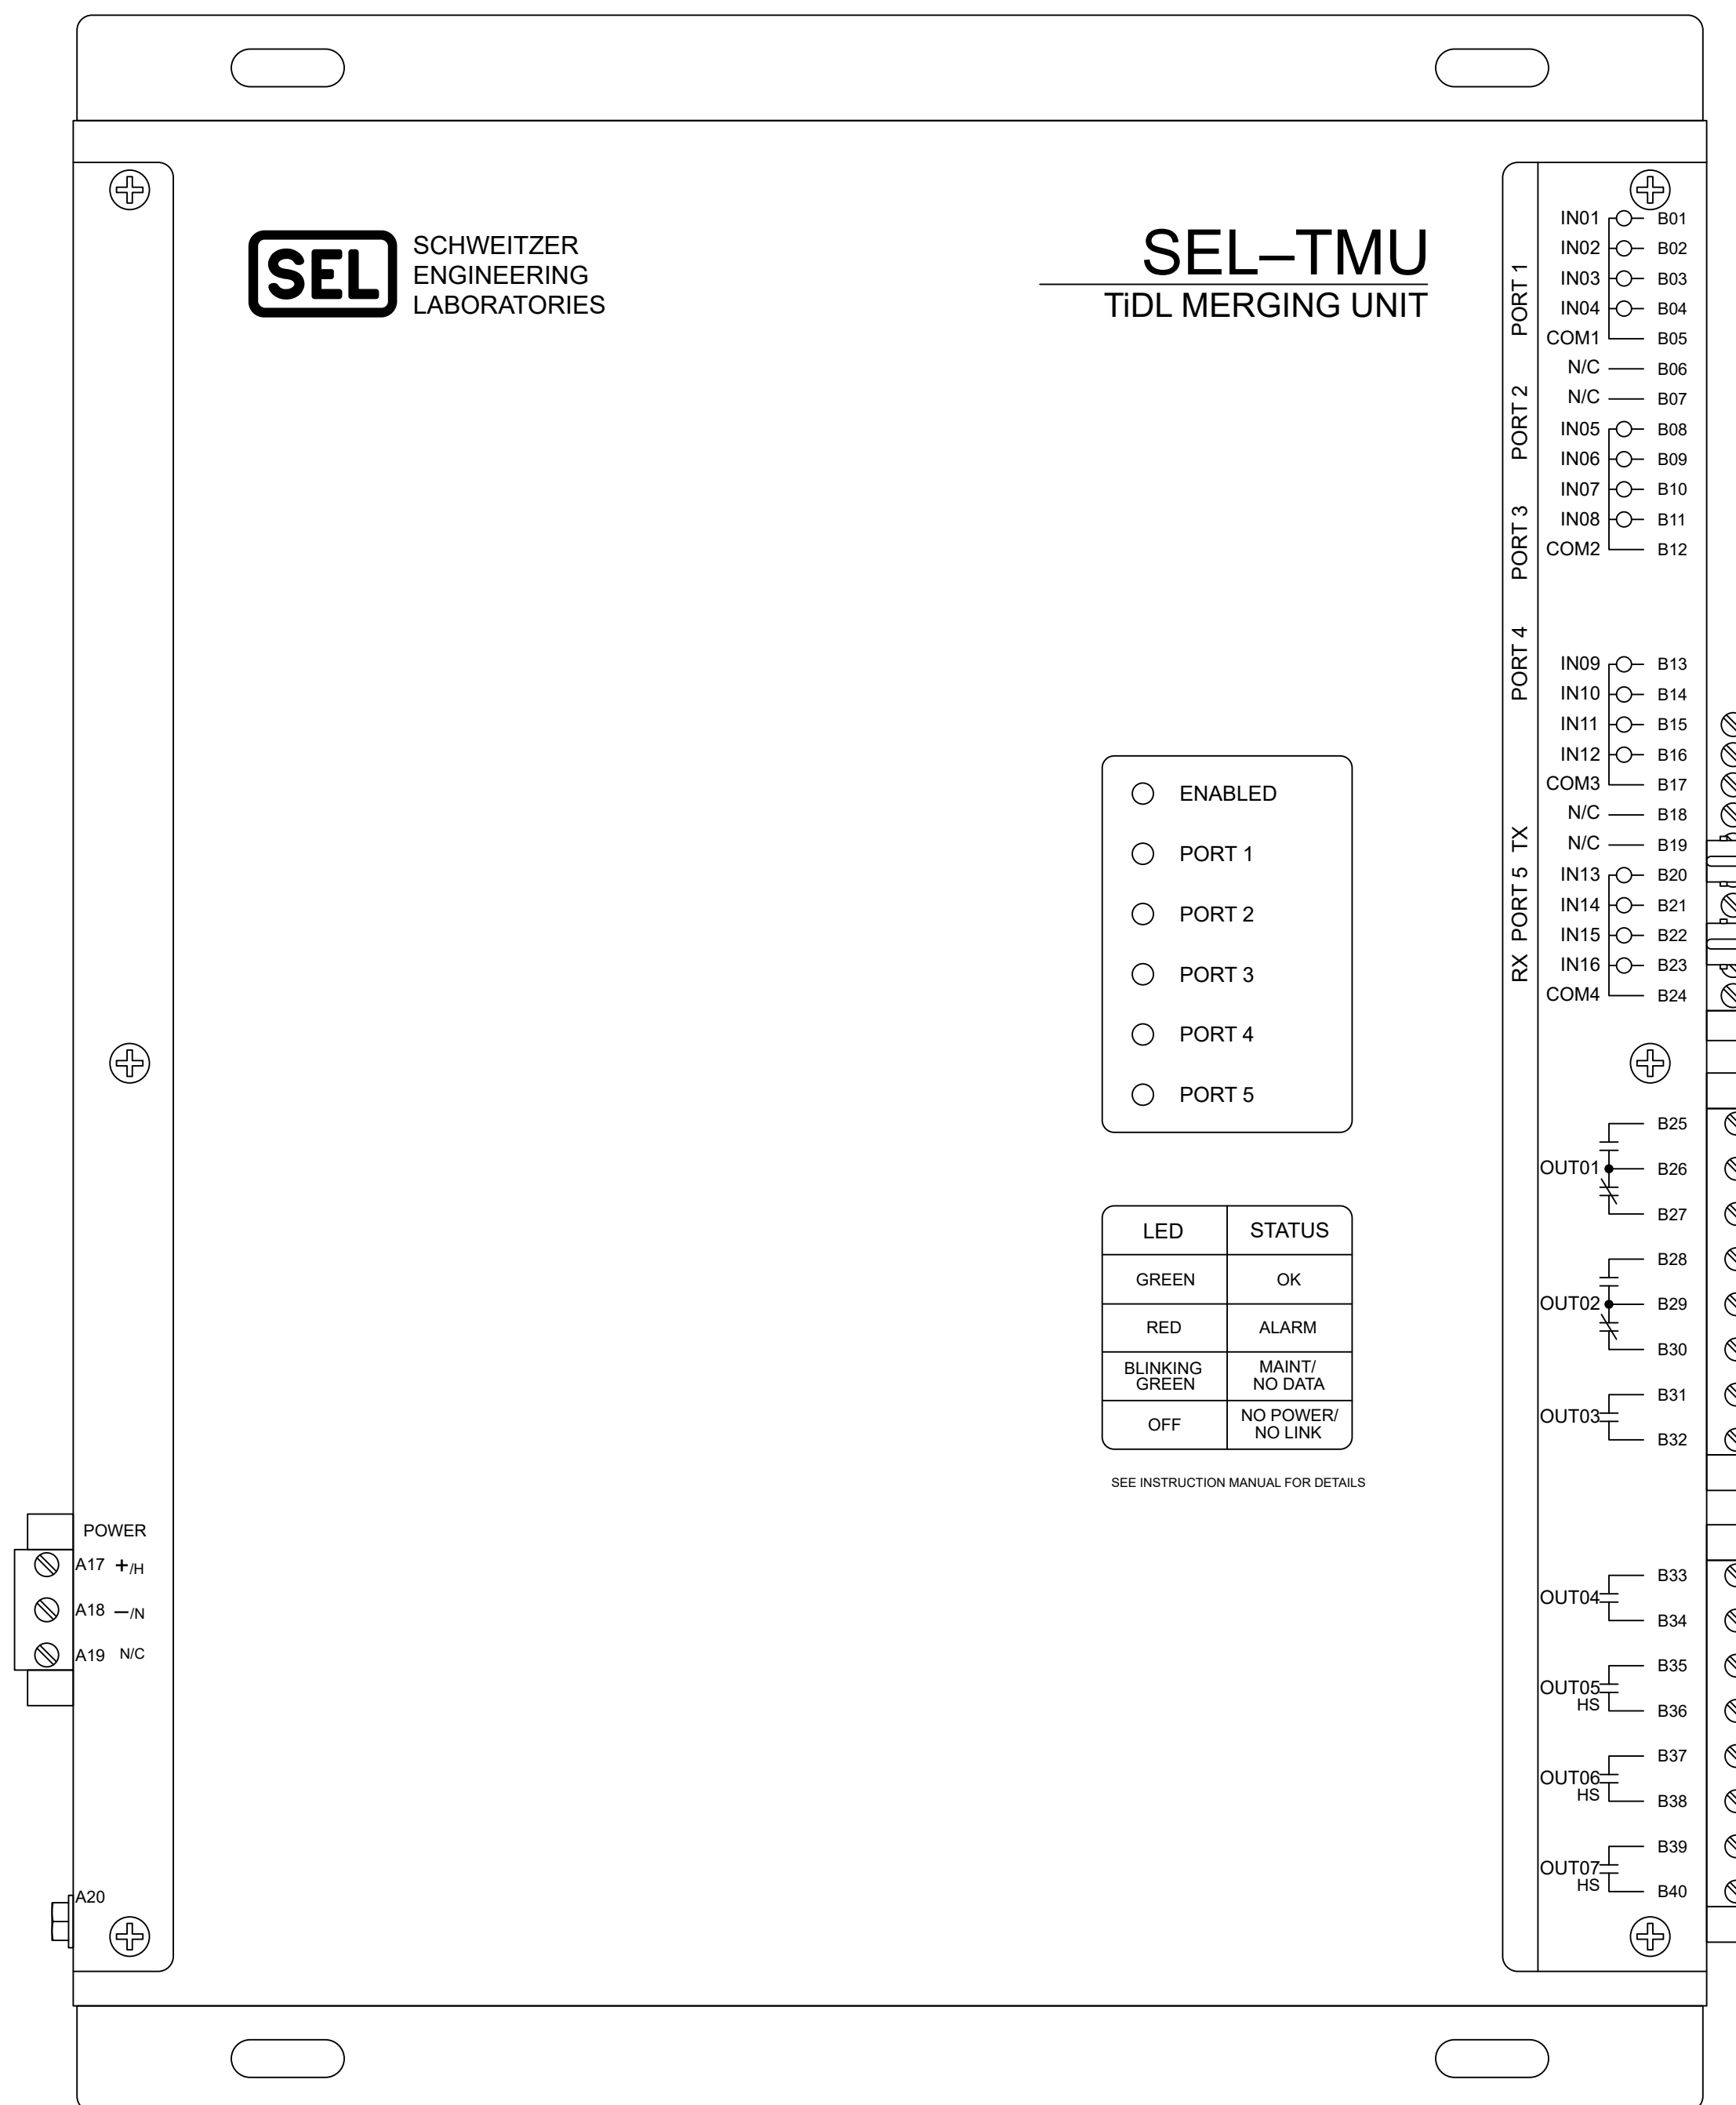 SEL
SCHWEITZER
ENGINEERING
LABORATORIES
SEL–TMU
TiDL MERGING UNIT
ENABLED
PORT 1
PORT 2
PORT 3
PORT 4
PORT 5
LED STATUS
GREEN OK
RED ALARM
BLINKING GREEN MAINT/ NO DATA
OFF NO POWER/ NO LINK
SEE INSTRUCTION MANUAL FOR DETAILS
POWER
A17 +/H
A18 –/N
A19 N/C
A20
PORT 1
PORT 2
PORT 3
PORT 4
RX PORT 5 TX
IN01 B01
IN02 B02
IN03 B03
IN04 B04
COM1 B05
N/C B06
N/C B07
IN05 B08
IN06 B09
IN07 B10
IN08 B11
COM2 B12
IN09 B13
IN10 B14
IN11 B15
IN12 B16
COM3 B17
N/C B18
N/C B19
IN13 B20
IN14 B21
IN15 B22
IN16 B23
COM4 B24
B25
OUT01 B26
B27
B28
OUT02 B29
B30
B31
OUT03
B32
B33
OUT04
B34
B35
OUT05
HS B36
B37
OUT06
HS B38
B39
OUT07
HS B40